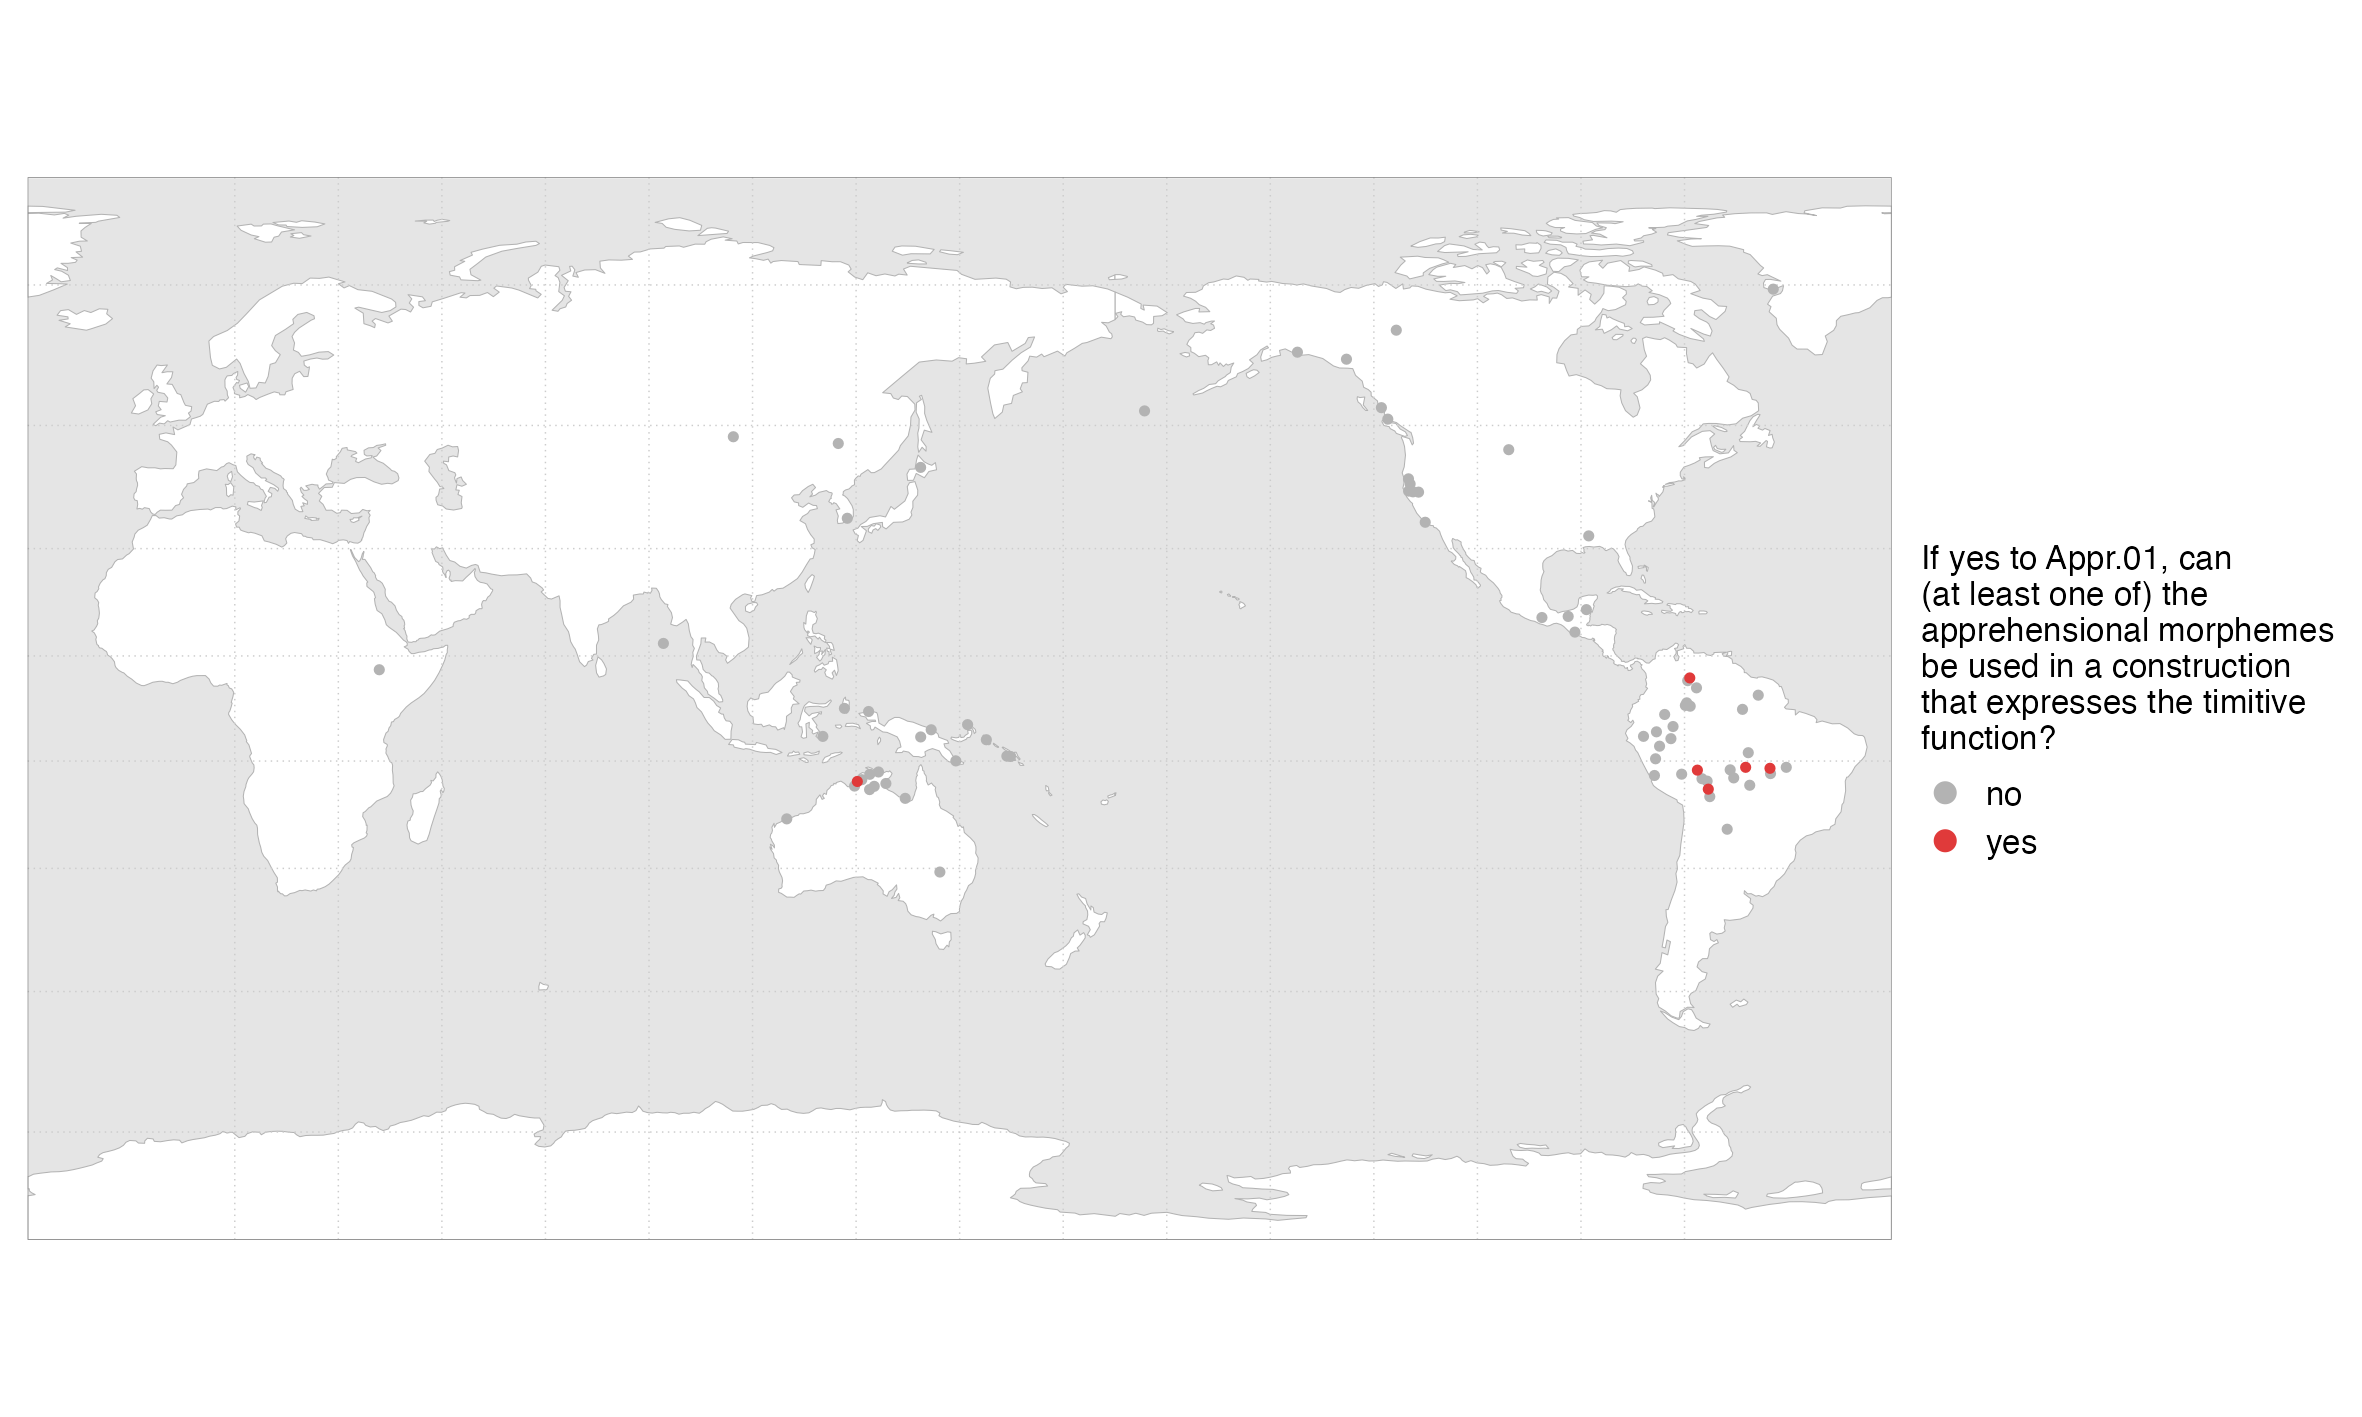 If yes to Appr.01, can
(at least one of) the
apprehensional morphemes
be used in a construction
that expresses the timitive
function?
no
yes